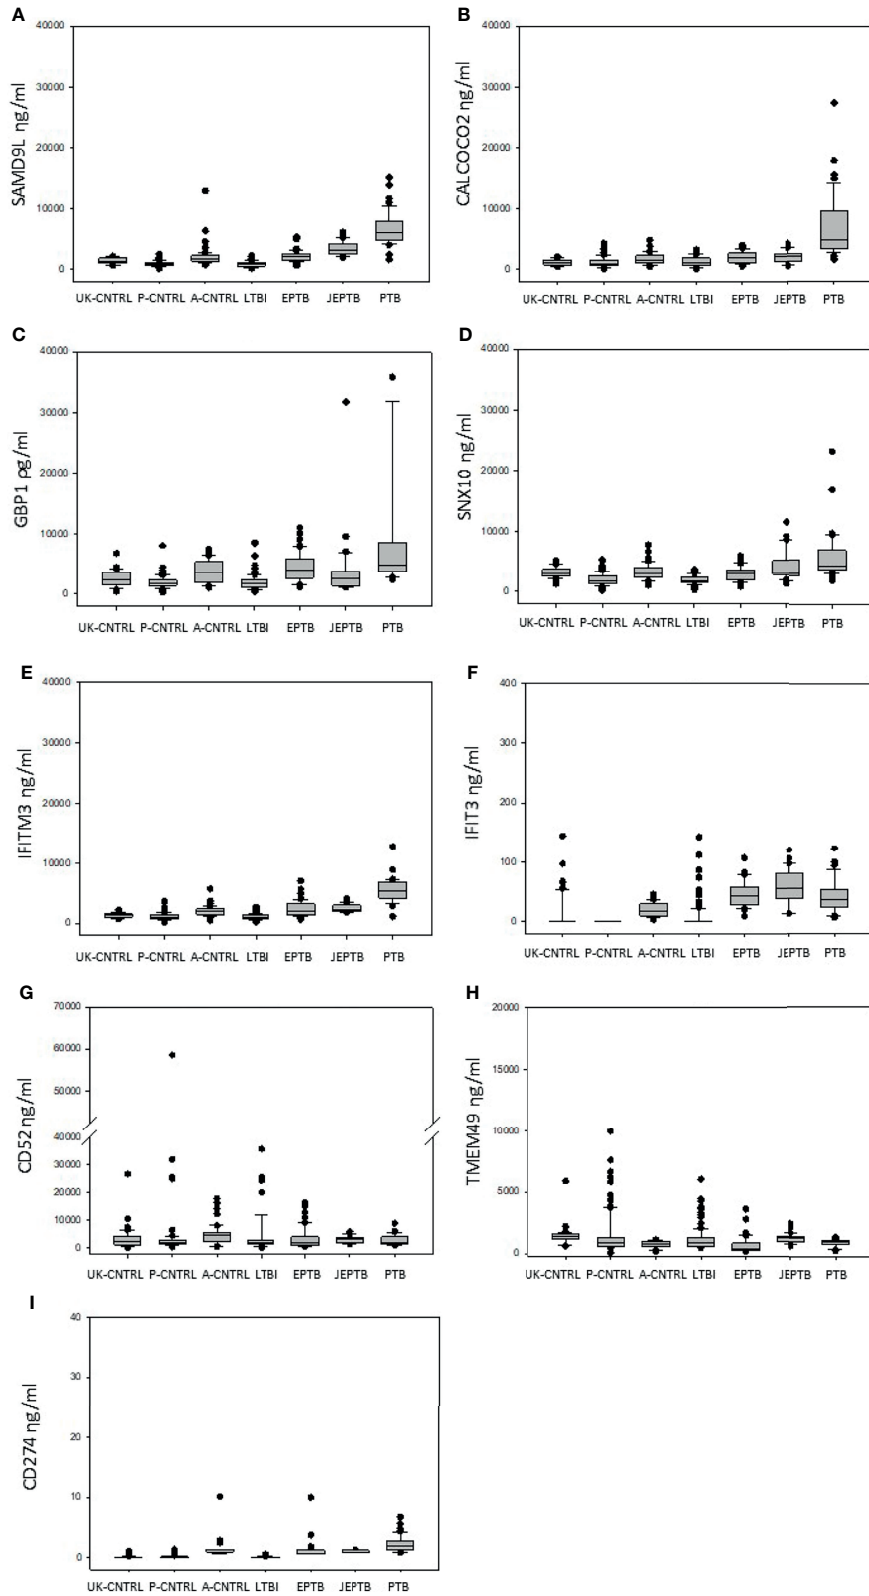 A
SAMD9L ηg/ml
40000
30000
20000
10000
0
UK-CNTRL P-CNTRL A-CNTRL LTBI EPTB JEPTB PTB
B
CALCOCO2 ηg/ml
40000
30000
20000
10000
0
UK-CNTRL P-CNTRL A-CNTRL LTBI EPTB JEPTB PTB
C
GBP1 ρg/ml
40000
30000
20000
10000
0
UK-CNTRL P-CNTRL A-CNTRL LTBI EPTB JEPTB PTB
D
SNX10 ηg/ml
40000
30000
20000
10000
0
UK-CNTRL P-CNTRL A-CNTRL LTBI EPTB JEPTB PTB
E
IFITM3 ηg/ml
40000
30000
20000
10000
0
UK-CNTRL P-CNTRL A-CNTRL LTBI EPTB JEPTB PTB
F
IFIT3 ηg/ml
400
300
200
100
0
UK-CNTRL P-CNTRL A-CNTRL LTBI EPTB JEPTB PTB
G
CD52 ηg/ml
70000
60000
50000
40000
30000
20000
10000
0
UK-CNTRL P-CNTRL A-CNTRL LTBI EPTB JEPTB PTB
H
TMEM49 ηg/ml
20000
15000
10000
5000
0
UK-CNTRL P-CNTRL A-CNTRL LTBI EPTB JEPTB PTB
I
CD274 ηg/ml
40
30
20
10
0
UK-CNTRL P-CNTRL A-CNTRL LTBI EPTB JEPTB PTB